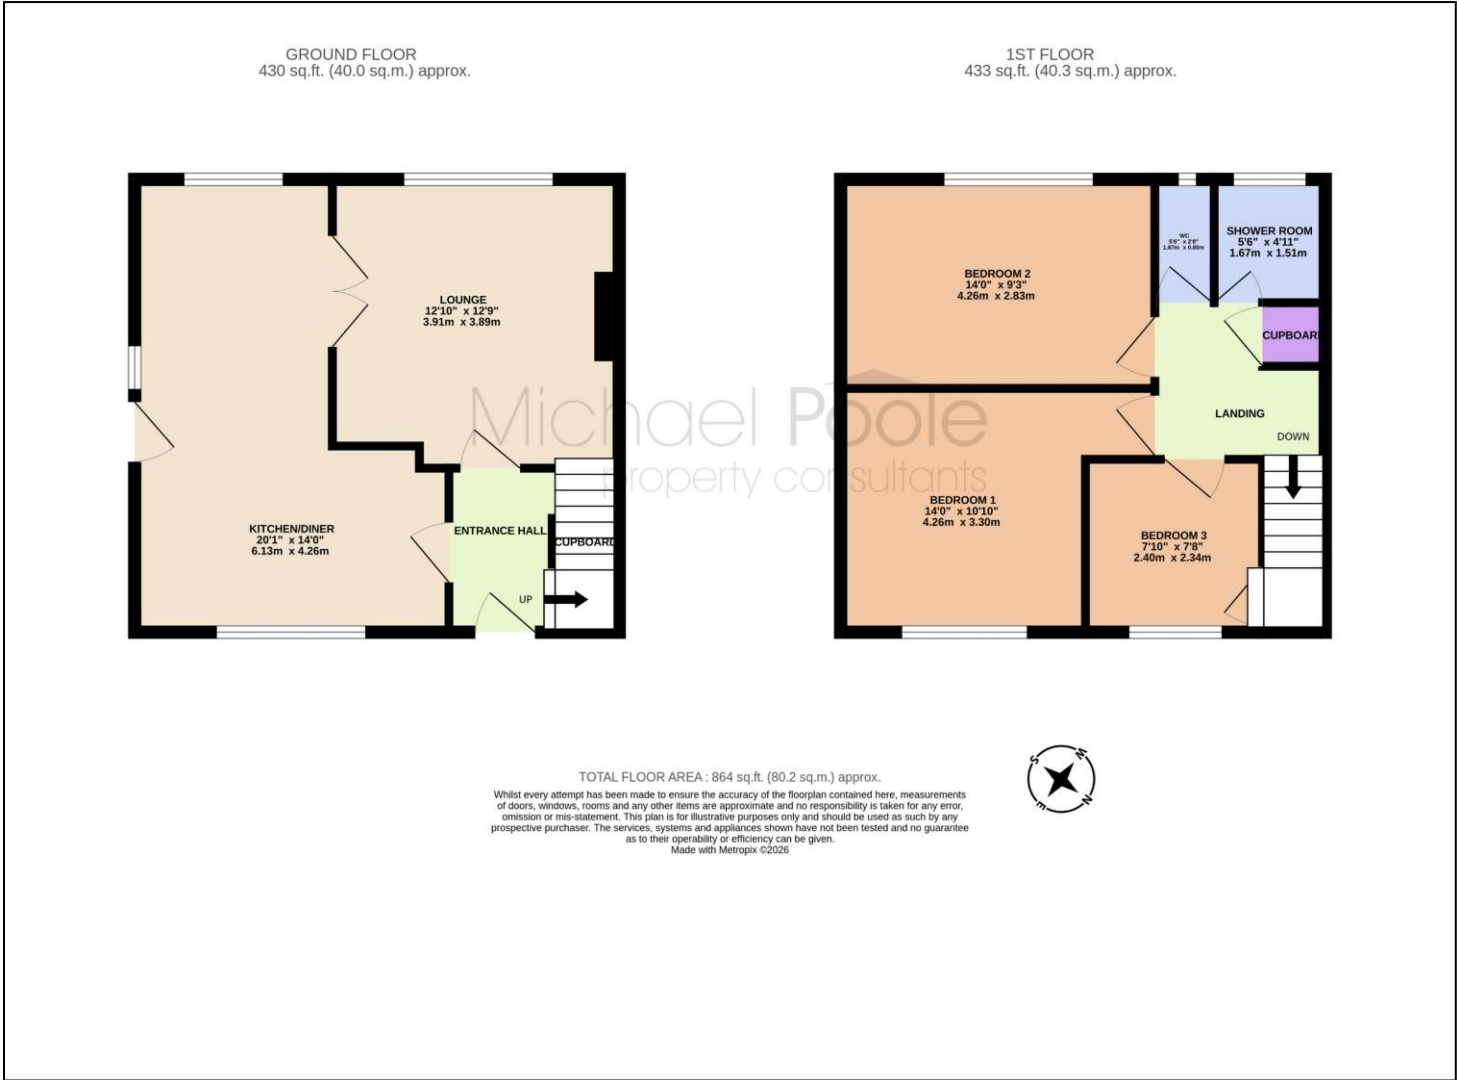 GROUND FLOOR
430 sq.ft. (40.0 sq.m.) approx.
1ST FLOOR
433 sq.ft. (40.3 sq.m.) approx.
LOUNGE
12'10" x 12'9"
3.91m x 3.89m
KITCHEN/DINER
20'1" x 14'0"
6.13m x 4.26m
ENTRANCE HALL
CUPBOARD
UP
BEDROOM 2
14'0" x 9'3"
4.26m x 2.83m
WC
5'6" x 2'8"
1.67m x 0.80m
SHOWER ROOM
5'6" x 4'11"
1.67m x 1.51m
CUPBOAR
LANDING
DOWN
BEDROOM 1
14'0" x 10'10"
4.26m x 3.30m
BEDROOM 3
7'10" x 7'8"
2.40m x 2.34m
Michael Poole
property consultants
TOTAL FLOOR AREA : 864 sq.ft. (80.2 sq.m.) approx.
Whilst every attempt has been made to ensure the accuracy of the floorplan contained here, measurements
of doors, windows, rooms and any other items are approximate and no responsibility is taken for any error,
omission or mis-statement. This plan is for illustrative purposes only and should be used as such by any
prospective purchaser. The services, systems and appliances shown have not been tested and no guarantee
as to their operability or efficiency can be given.
Made with Metropix ©2026
S
W
E
N